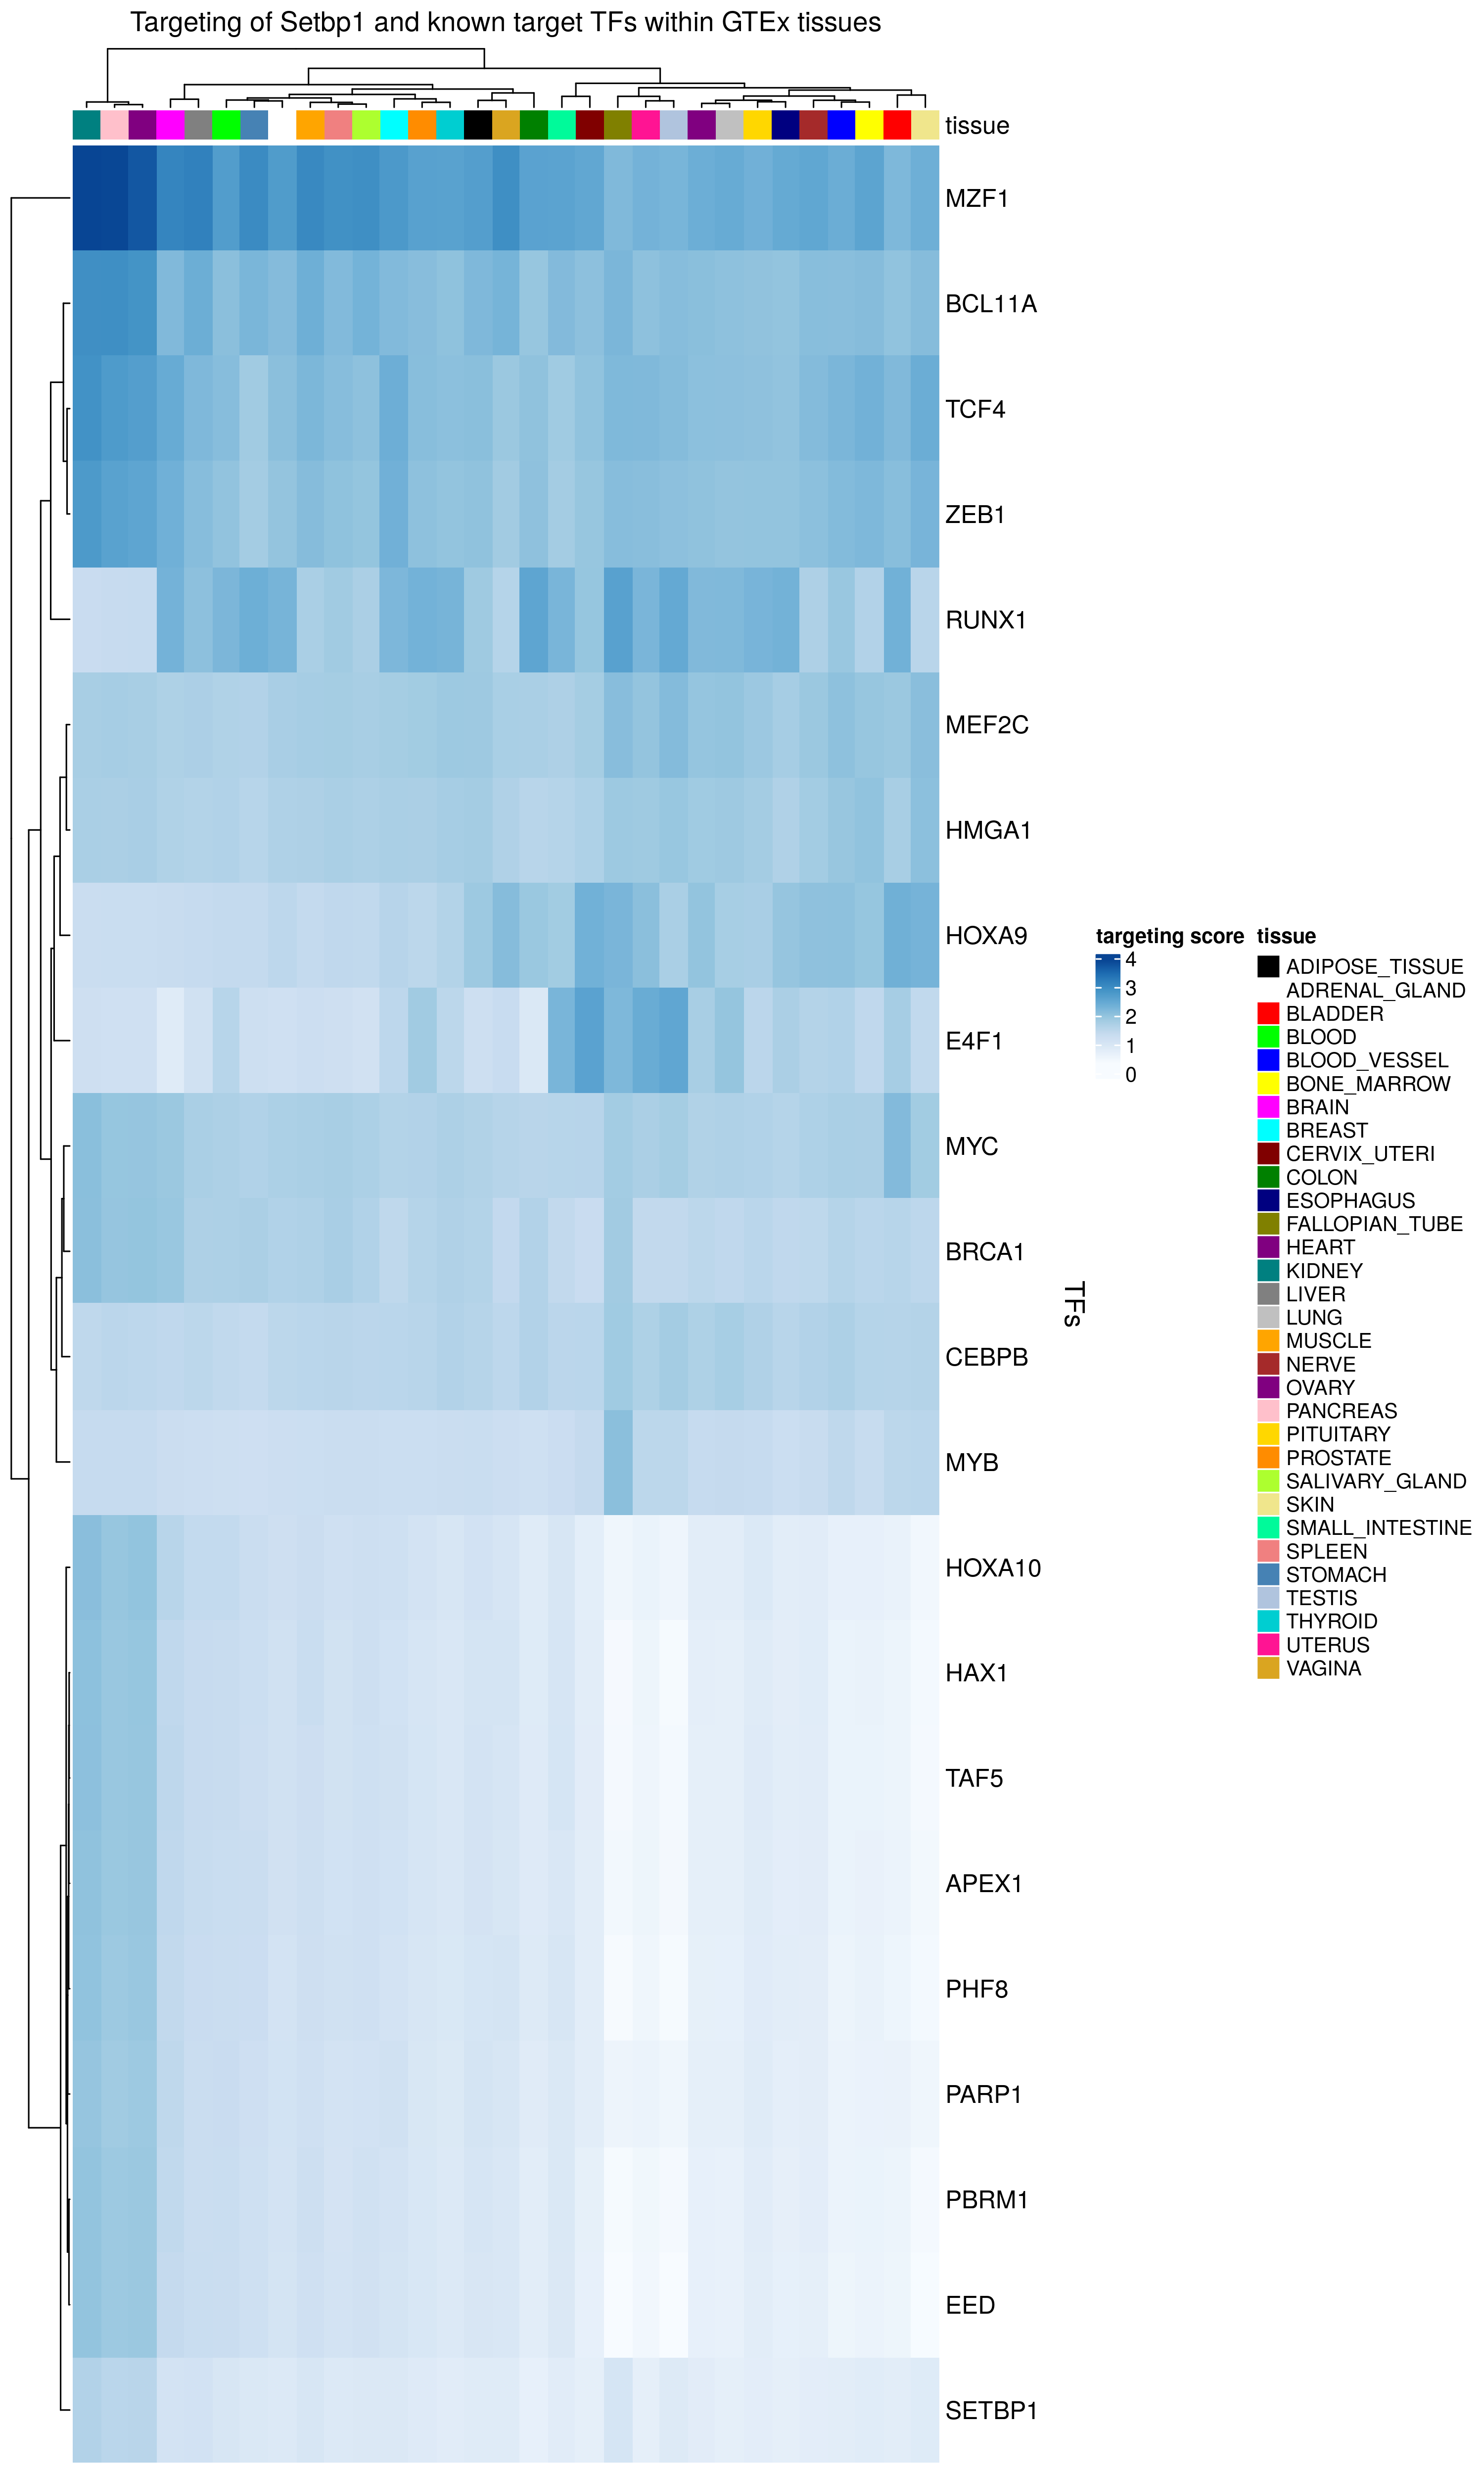 Targeting of Setbp1 and known target TFs within GTEx tissues
tissue
MZF1
BCL11A
TCF4
ZEB1
RUNX1
MEF2C
HMGA1
HOXA9
E4F1
MYC
BRCA1
CEBPB
MYB
HOXA10
HAX1
TAF5
APEX1
PHF8
PARP1
PBRM1
EED
SETBP1
TFs
targeting score
4
3
2
1
0
tissue
ADIPOSE_TISSUE
ADRENAL_GLAND
BLADDER
BLOOD
BLOOD_VESSEL
BONE_MARROW
BRAIN
BREAST
CERVIX_UTERI
COLON
ESOPHAGUS
FALLOPIAN_TUBE
HEART
KIDNEY
LIVER
LUNG
MUSCLE
NERVE
OVARY
PANCREAS
PITUITARY
PROSTATE
SALIVARY_GLAND
SKIN
SMALL_INTESTINE
SPLEEN
STOMACH
TESTIS
THYROID
UTERUS
VAGINA